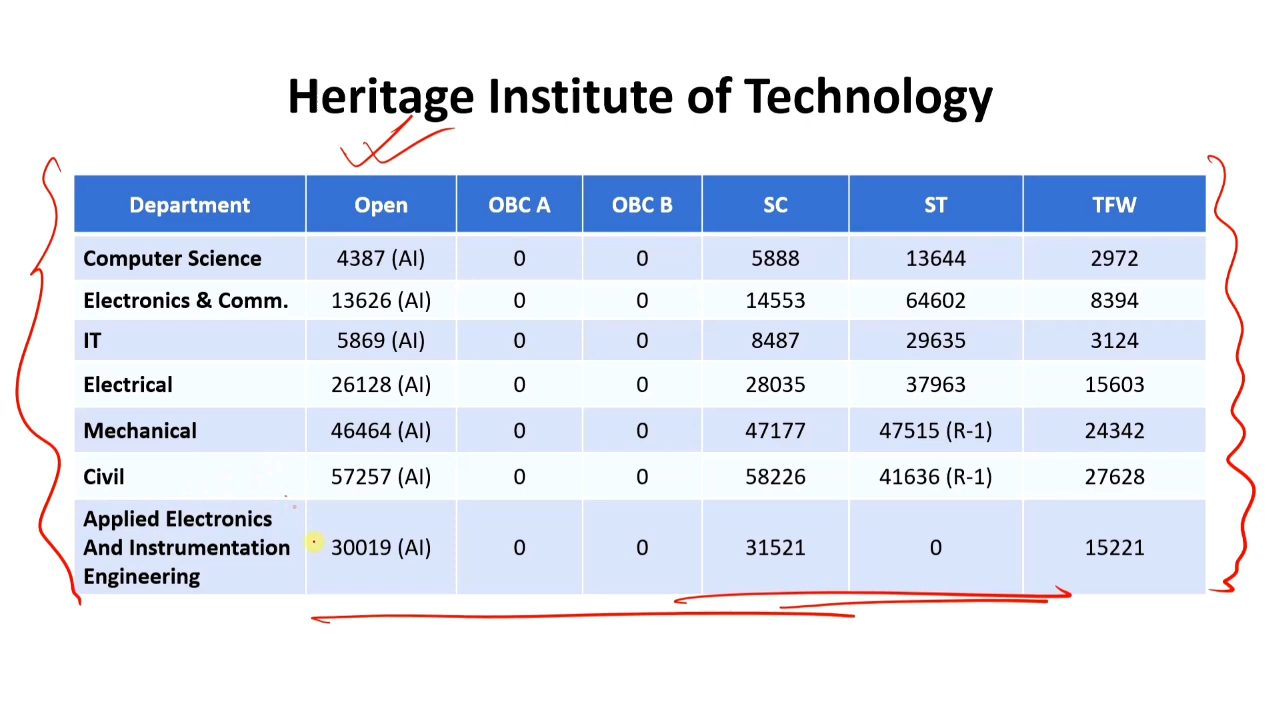 Heritage Institute of Technology
Department Open OBC A OBC B SC ST TFW
Computer Science 4387 (AI) 0 0 5888 13644 2972
Electronics & Comm. 13626 (AI) 0 0 14553 64602 8394
IT 5869 (AI) 0 0 8487 29635 3124
Electrical 26128 (AI) 0 0 28035 37963 15603
Mechanical 46464 (AI) 0 0 47177 47515 (R-1) 24342
Civil 57257 (AI) 0 0 58226 41636 (R-1) 27628
Applied Electronics
And Instrumentation 30019 (AI) 0 0 31521 0 15221
Engineering